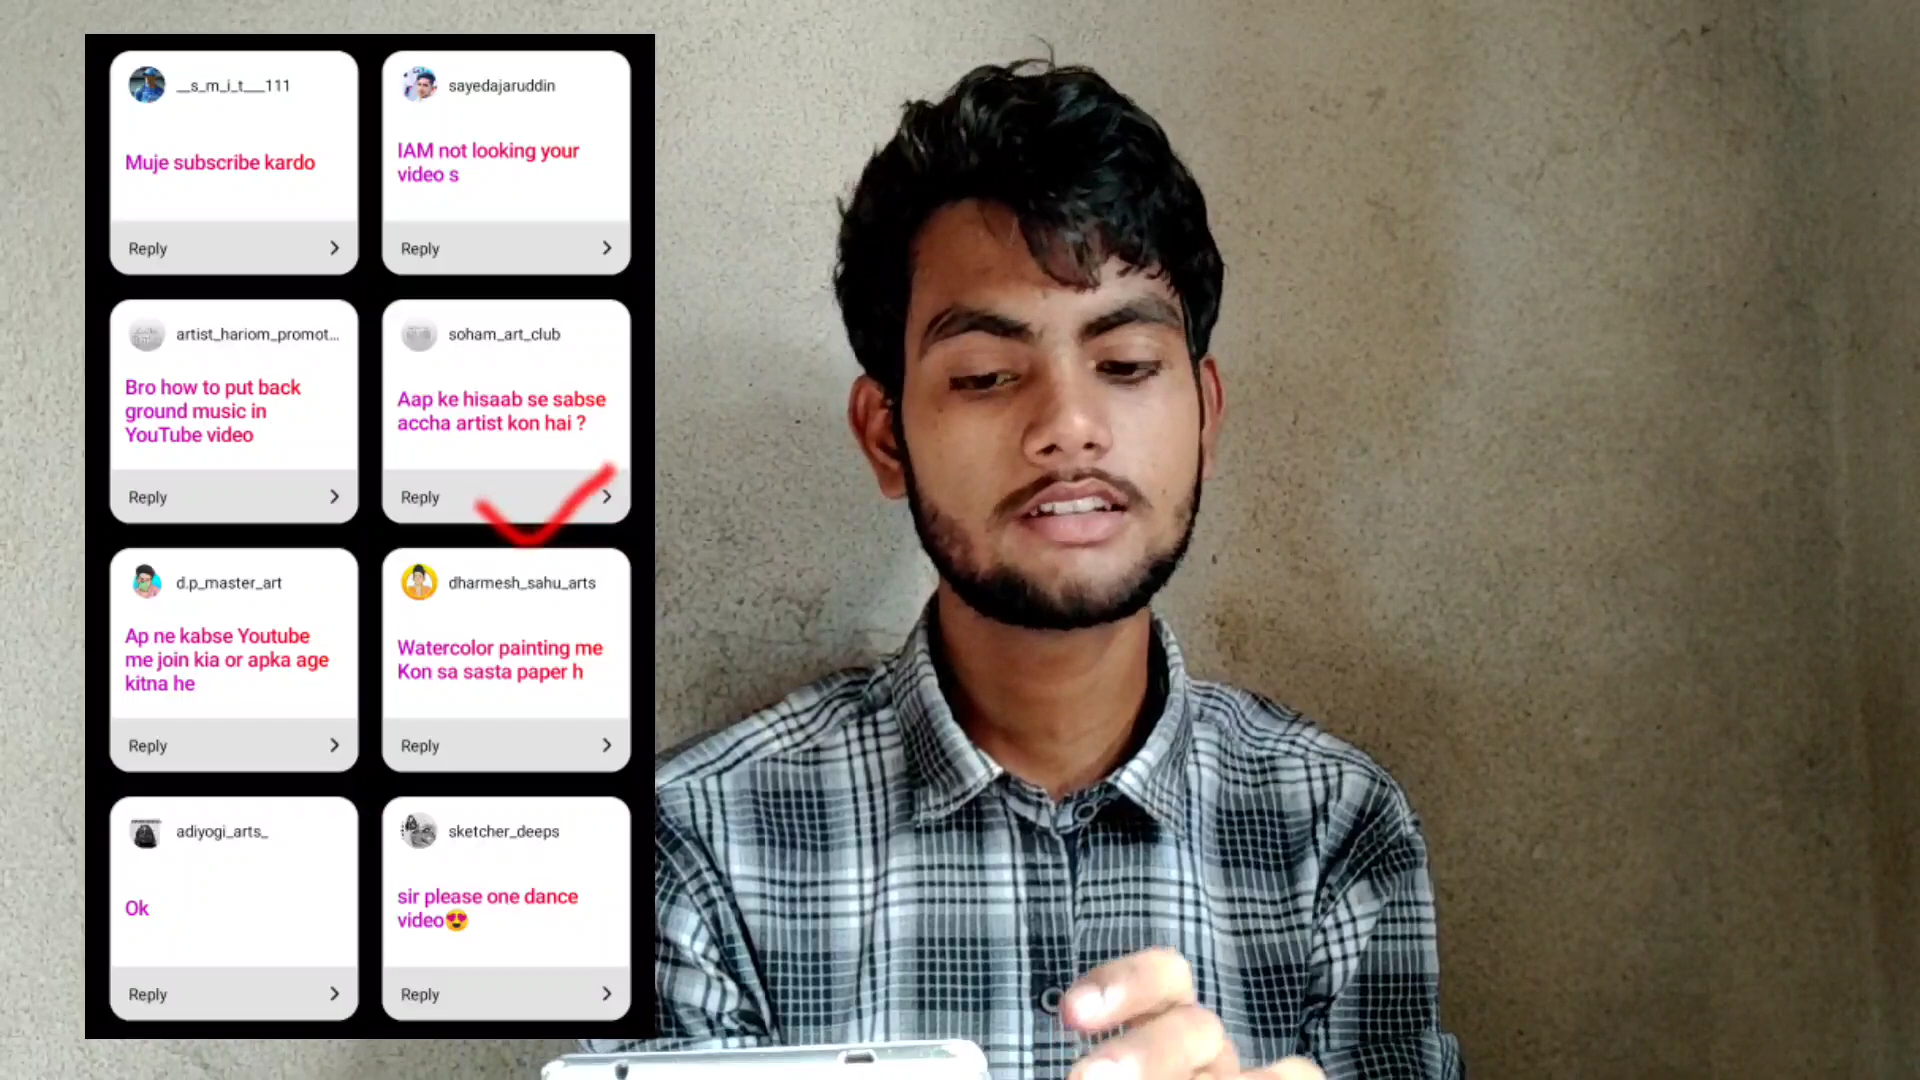 __s_m_i_t___111
Muje subscribe kardo
Reply
sayedajaruddin
IAM not looking your
video s
Reply
artist_hariom_promot...
Bro how to put back
ground music in
YouTube video
Reply
soham_art_club
Aap ke hisaab se sabse
accha artist kon hai ?
Reply
d.p_master_art
Ap ne kabse Youtube
me join kia or apka age
kitna he
Reply
dharmesh_sahu_arts
Watercolor painting me
Kon sa sasta paper h
Reply
adiyogi_arts_
Ok
Reply
sketcher_deeps
sir please one dance
video😍
Reply